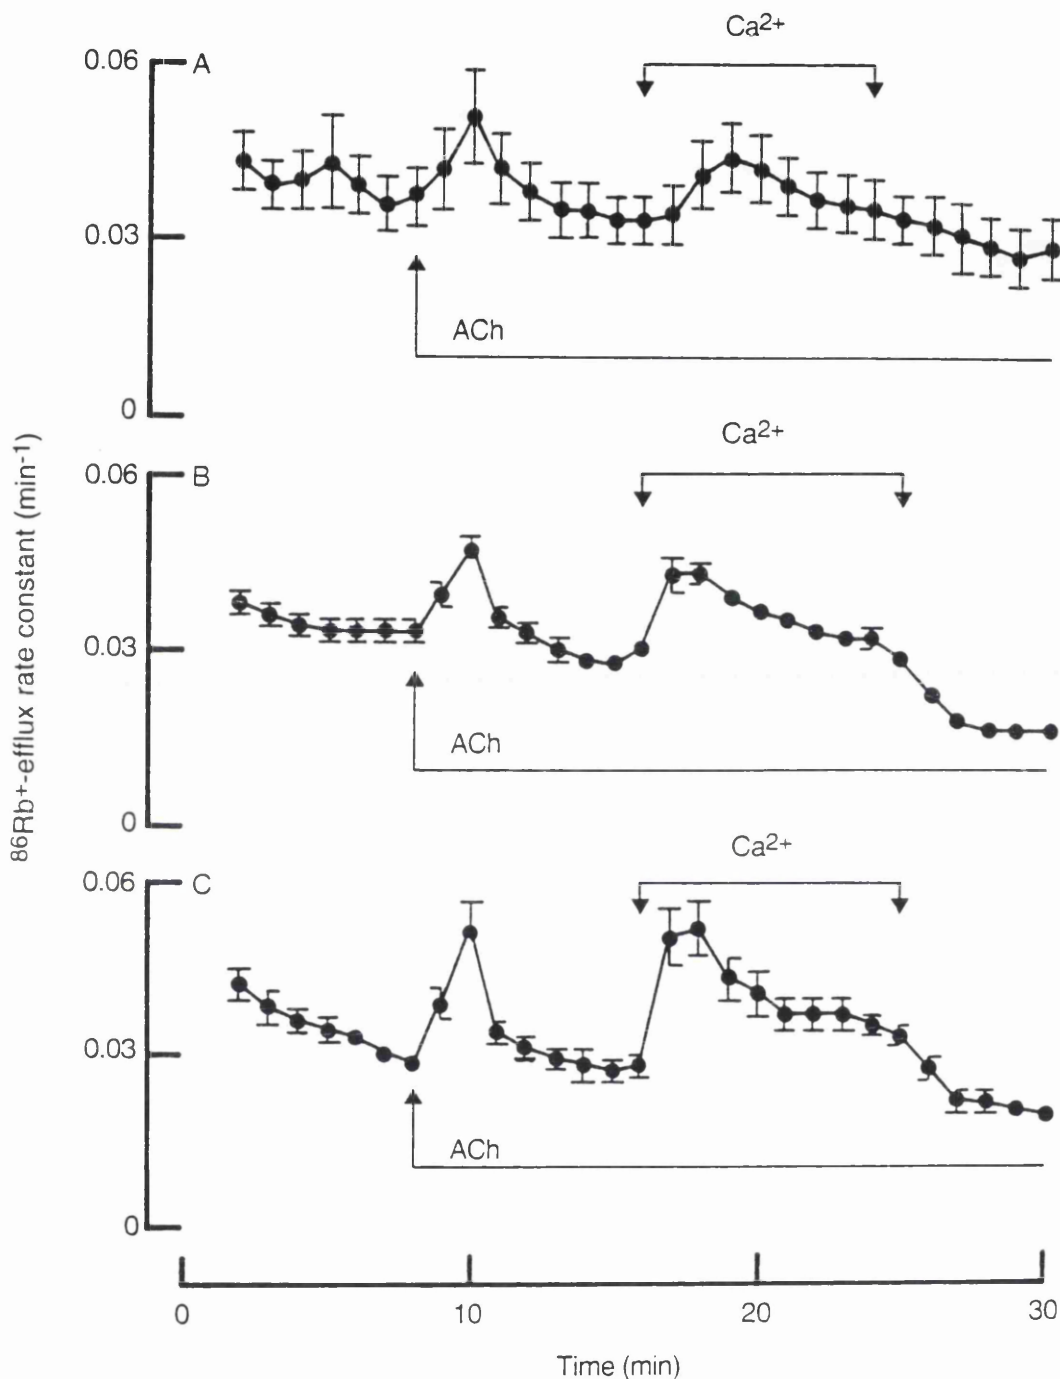 Ca2+
0.06 A
0.03
ACh
0
Ca2+
0.06 B
0.03
ACh
0
Ca2+
0.06 C
0.03
ACh
0
86Rb+-efflux rate constant (min-1)
0 10 20 30
Time (min)